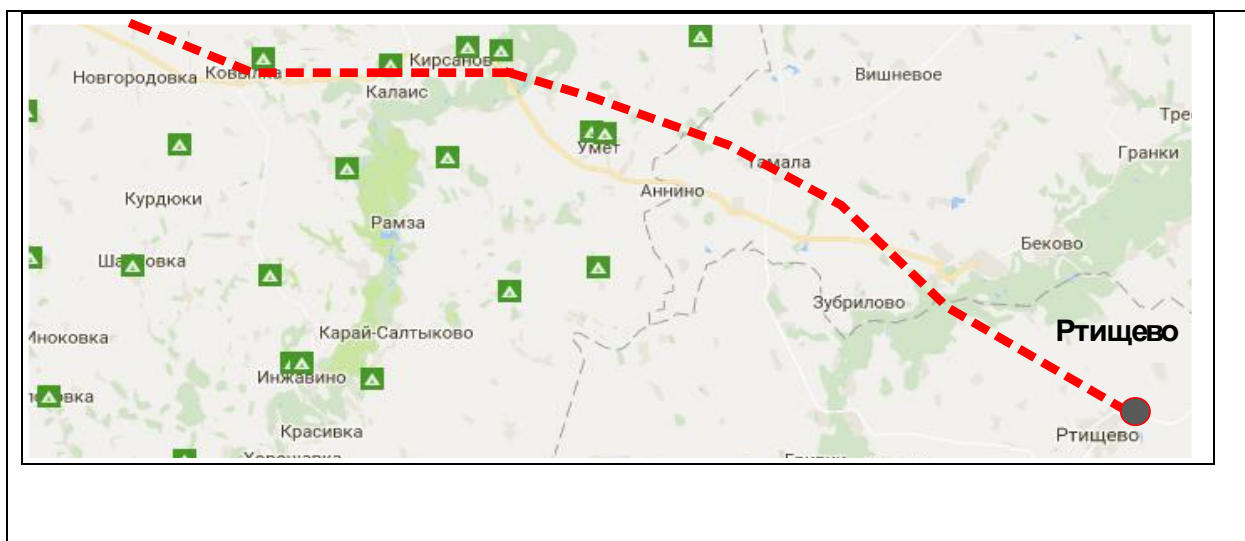 Кирсанов
Новгородовка
Ковылка
Вишневое
Калаис
Тре
Умет
Тамала
Гранки
Аннино
Курдюки
Рамза
Беково
Зубрилово
Карай-Салтыково
Ртищево
Иноковка
Инжавино
Красивка
Ртищево